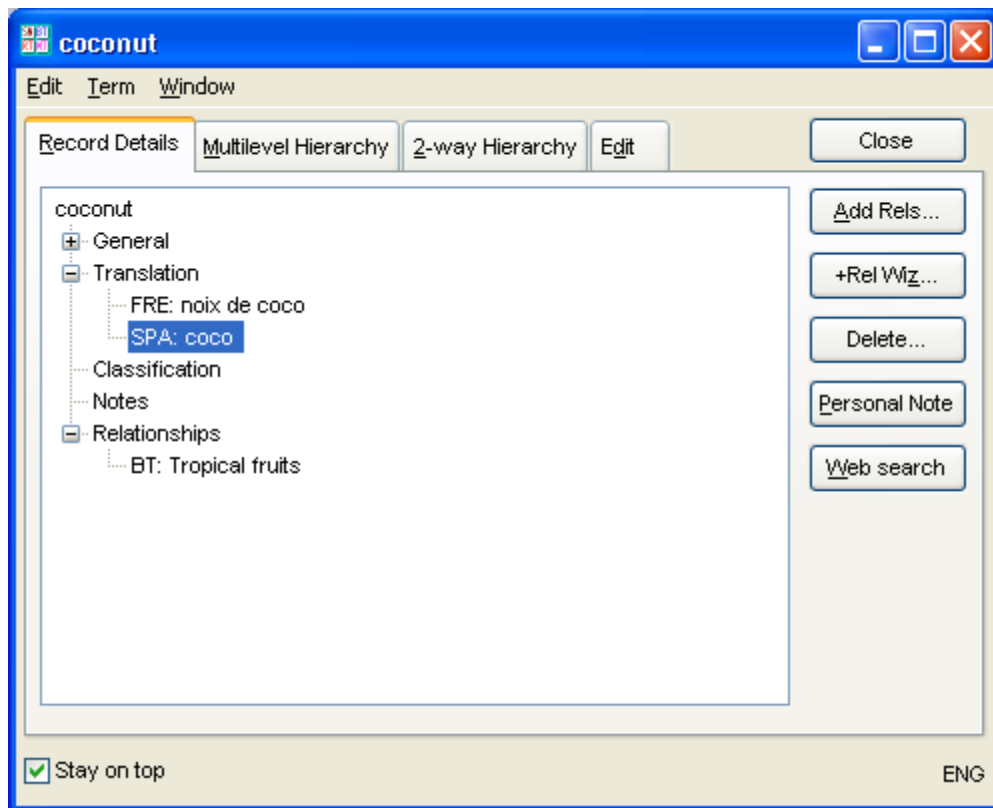 coconut
Edit Term Window
Record Details Multilevel Hierarchy 2-way Hierarchy Edit Close
coconut
General
Translation
FRE: noix de coco
SPA: coco
Classification
Notes
Relationships
BT: Tropical fruits
Add Rels...
+Rel Wiz...
Delete...
Personal Note
Web search
Stay on top ENG